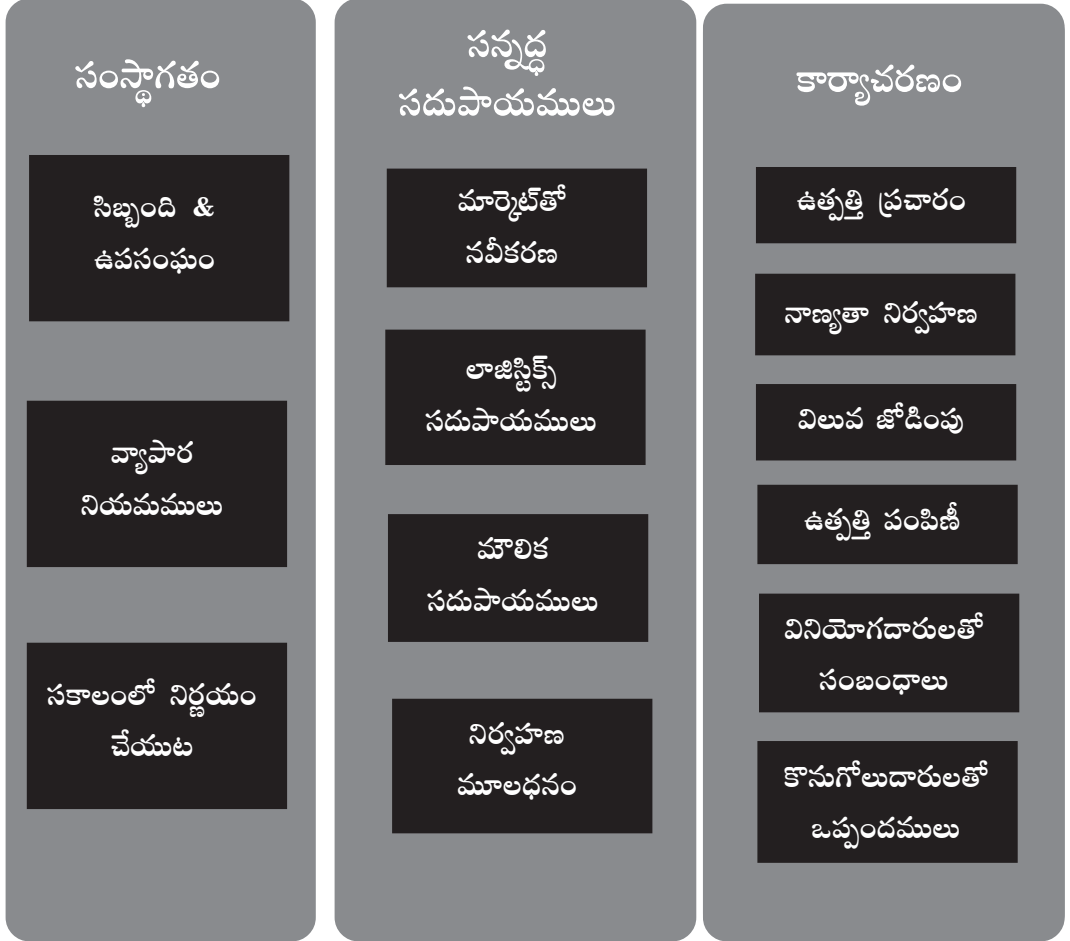 సంస్థాగతం
సిబ్బంది &
ఉపసంఘం
వ్యాపార
నియమములు
సకాలంలో నిర్ణయం
చేయుట
సన్నద్ధ
సదుపాయములు
మార్కెట్‌తో
నవీకరణ
లాజిస్టిక్స్
సదుపాయములు
మౌలిక
సదుపాయములు
నిర్వహణ
మూలధనం
కార్యాచరణం
ఉత్పత్తి ప్రచారం
నాణ్యతా నిర్వహణ
విలువ జోడింపు
ఉత్పత్తి పంపిణీ
వినియోగదారులతో
సంబంధాలు
కొనుగోలుదారులతో
ఒప్పందములు